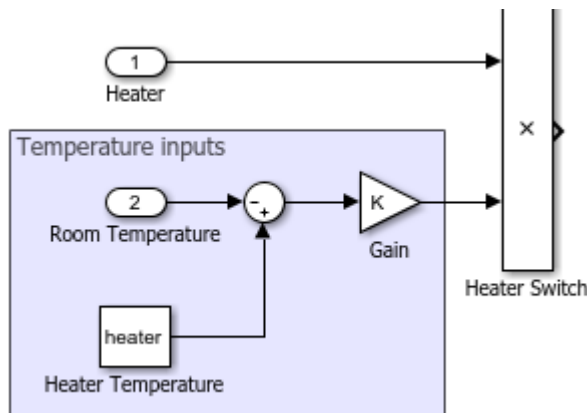 1
Heater
Temperature inputs
2
Room Temperature
-
+
K
Gain
×
Heater Switch
heater
Heater Temperature